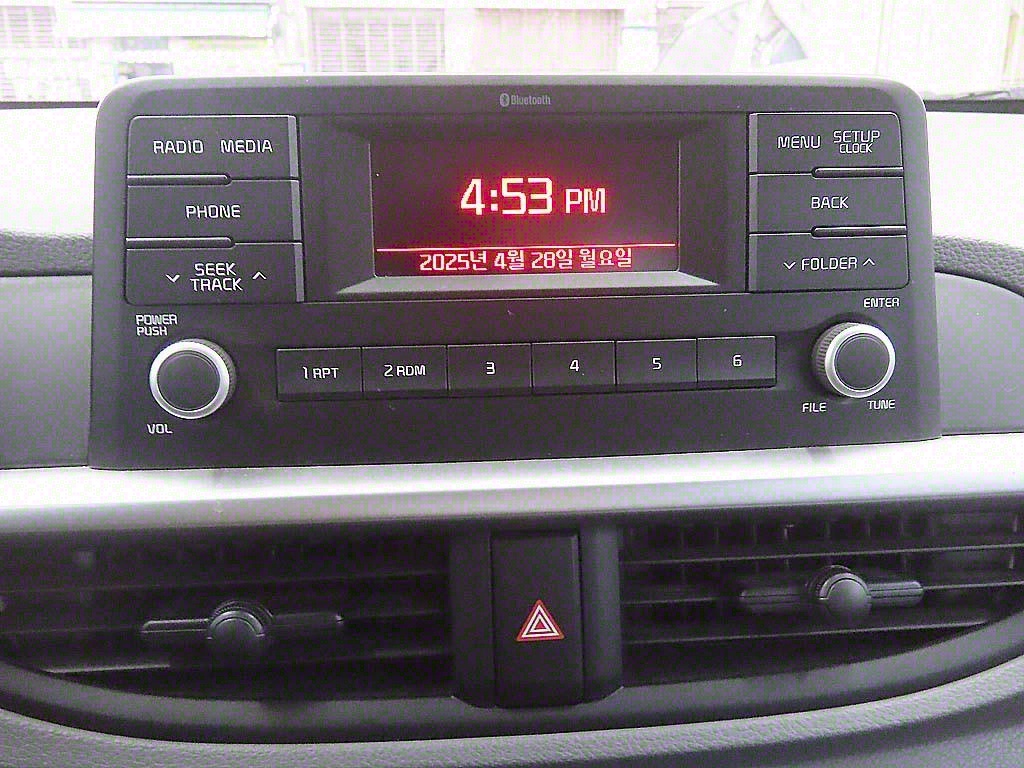 Bluetooth
RADIO MEDIA
PHONE
SEEK
TRACK
4:53 PM
2025년 4월 28일 월요일
MENU SETUP
CLOCK
BACK
FOLDER
POWER
PUSH
VOL
1 RPT 2 RDM 3 4 5 6
ENTER
FILE TUNE